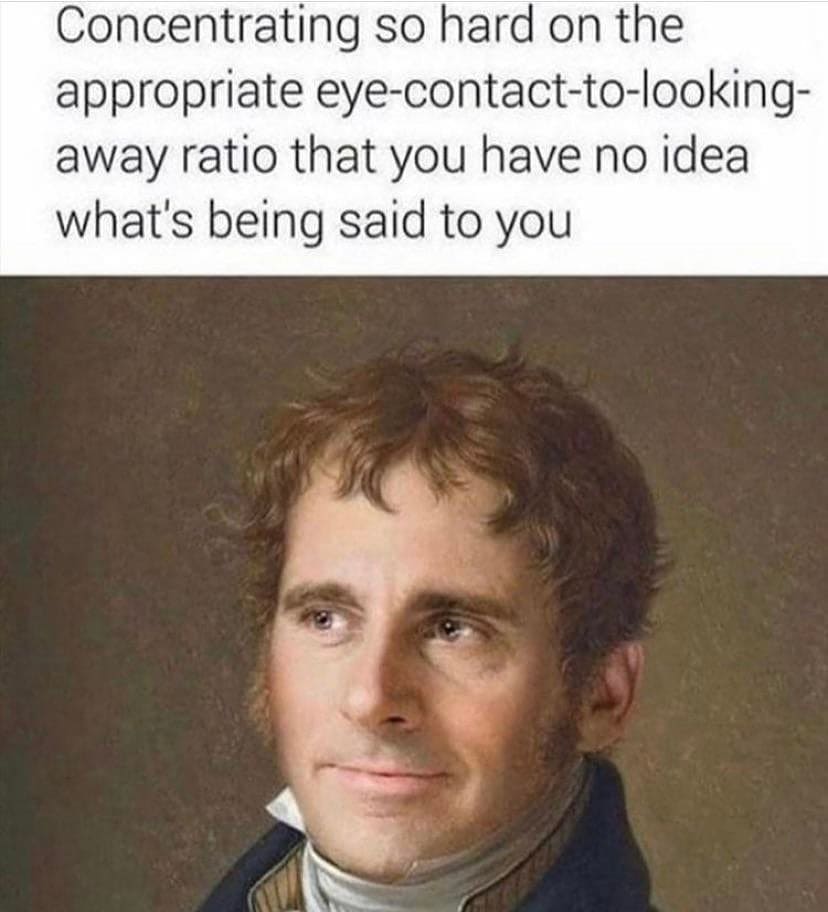 Concentrating so hard on the
appropriate eye-contact-to-looking-
away ratio that you have no idea
what's being said to you